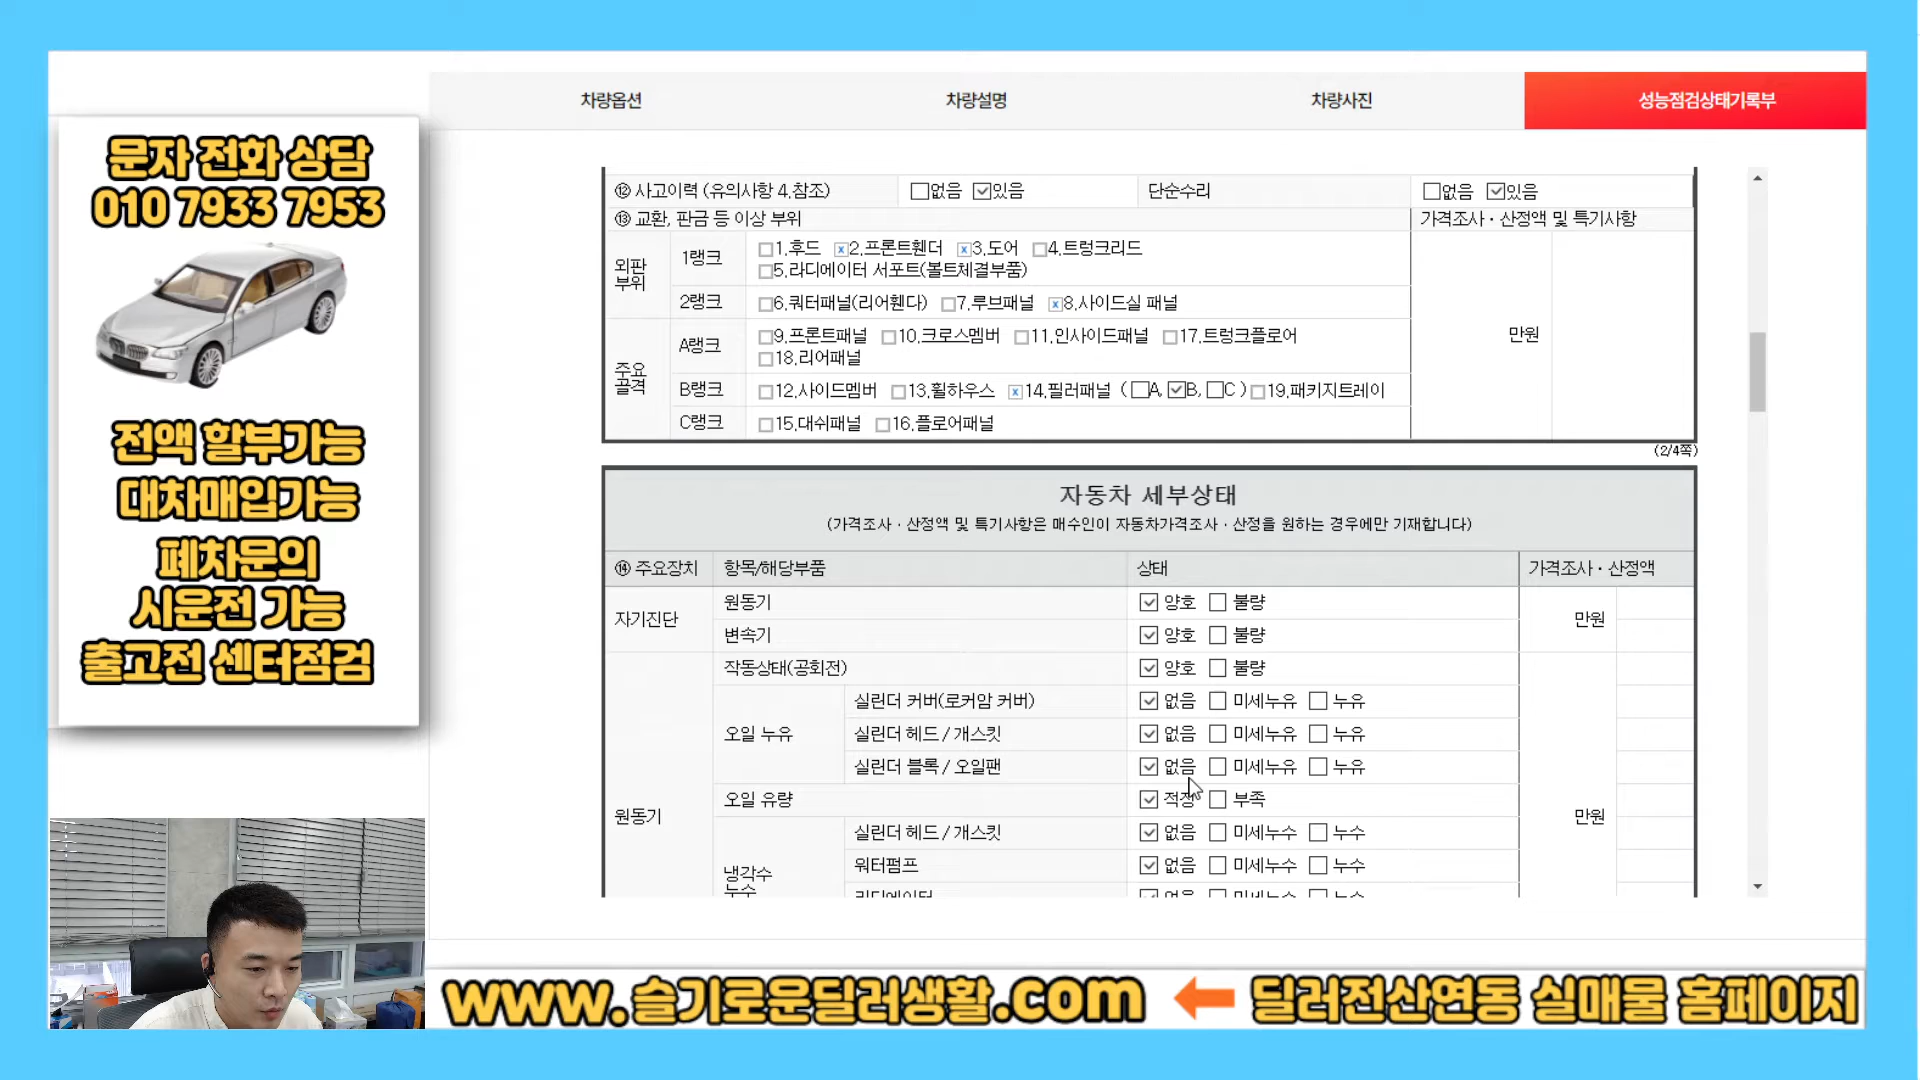 차량옵션
차량설명
차량사진
성능점검상태기록부
문자 전화 상담
010 7933 7953
전액 할부가능
대차매입가능
폐차문의
시운전 가능
출고전 센터점검
⑫ 사고이력 (유의사항 4.참조) 없음 있음 단순수리 없음 있음
⑬ 교환, 판금 등 이상 부위 가격조사·산정액 및 특기사항
외판부위 1랭크 1.후드 2.프론트휀더 3.도어 4.트렁크리드
5.라디에이터 서포트(볼트체결부품)
2랭크 6.쿼터패널(리어휀다) 7.루브패널 8.사이드실 패널
만원
주요골격 A랭크 9.프론트패널 10.크로스멤버 11.인사이드패널 17.트렁크플로어
18.리어패널
B랭크 12.사이드멤버 13.휠하우스 14.필러패널 (A, B, C) 19.패키지트레이
C랭크 15.대쉬패널 16.플로어패널
(2/4쪽)
자동차 세부상태
(가격조사·산정액 및 특기사항은 매수인이 자동차가격조사·산정을 원하는 경우에만 기재합니다)
⑭ 주요장치 항목/해당부품 상태 가격조사·산정액
자기진단 원동기 양호 불량 만원
변속기 양호 불량
원동기 작동상태(공회전) 양호 불량 만원
오일 누유 실린더 커버(로커암 커버) 없음 미세누유 누유
실린더 헤드 / 개스킷 없음 미세누유 누유
실린더 블록 / 오일팬 없음 미세누유 누유
오일 유량 적정 부족
냉각수 누수 실린더 헤드 / 개스킷 없음 미세누수 누수
워터펌프 없음 미세누수 누수
라디에이터 없음 미세누수 누수
www.슬기로운딜러생활.com
딜러전산연동 실매물 홈페이지